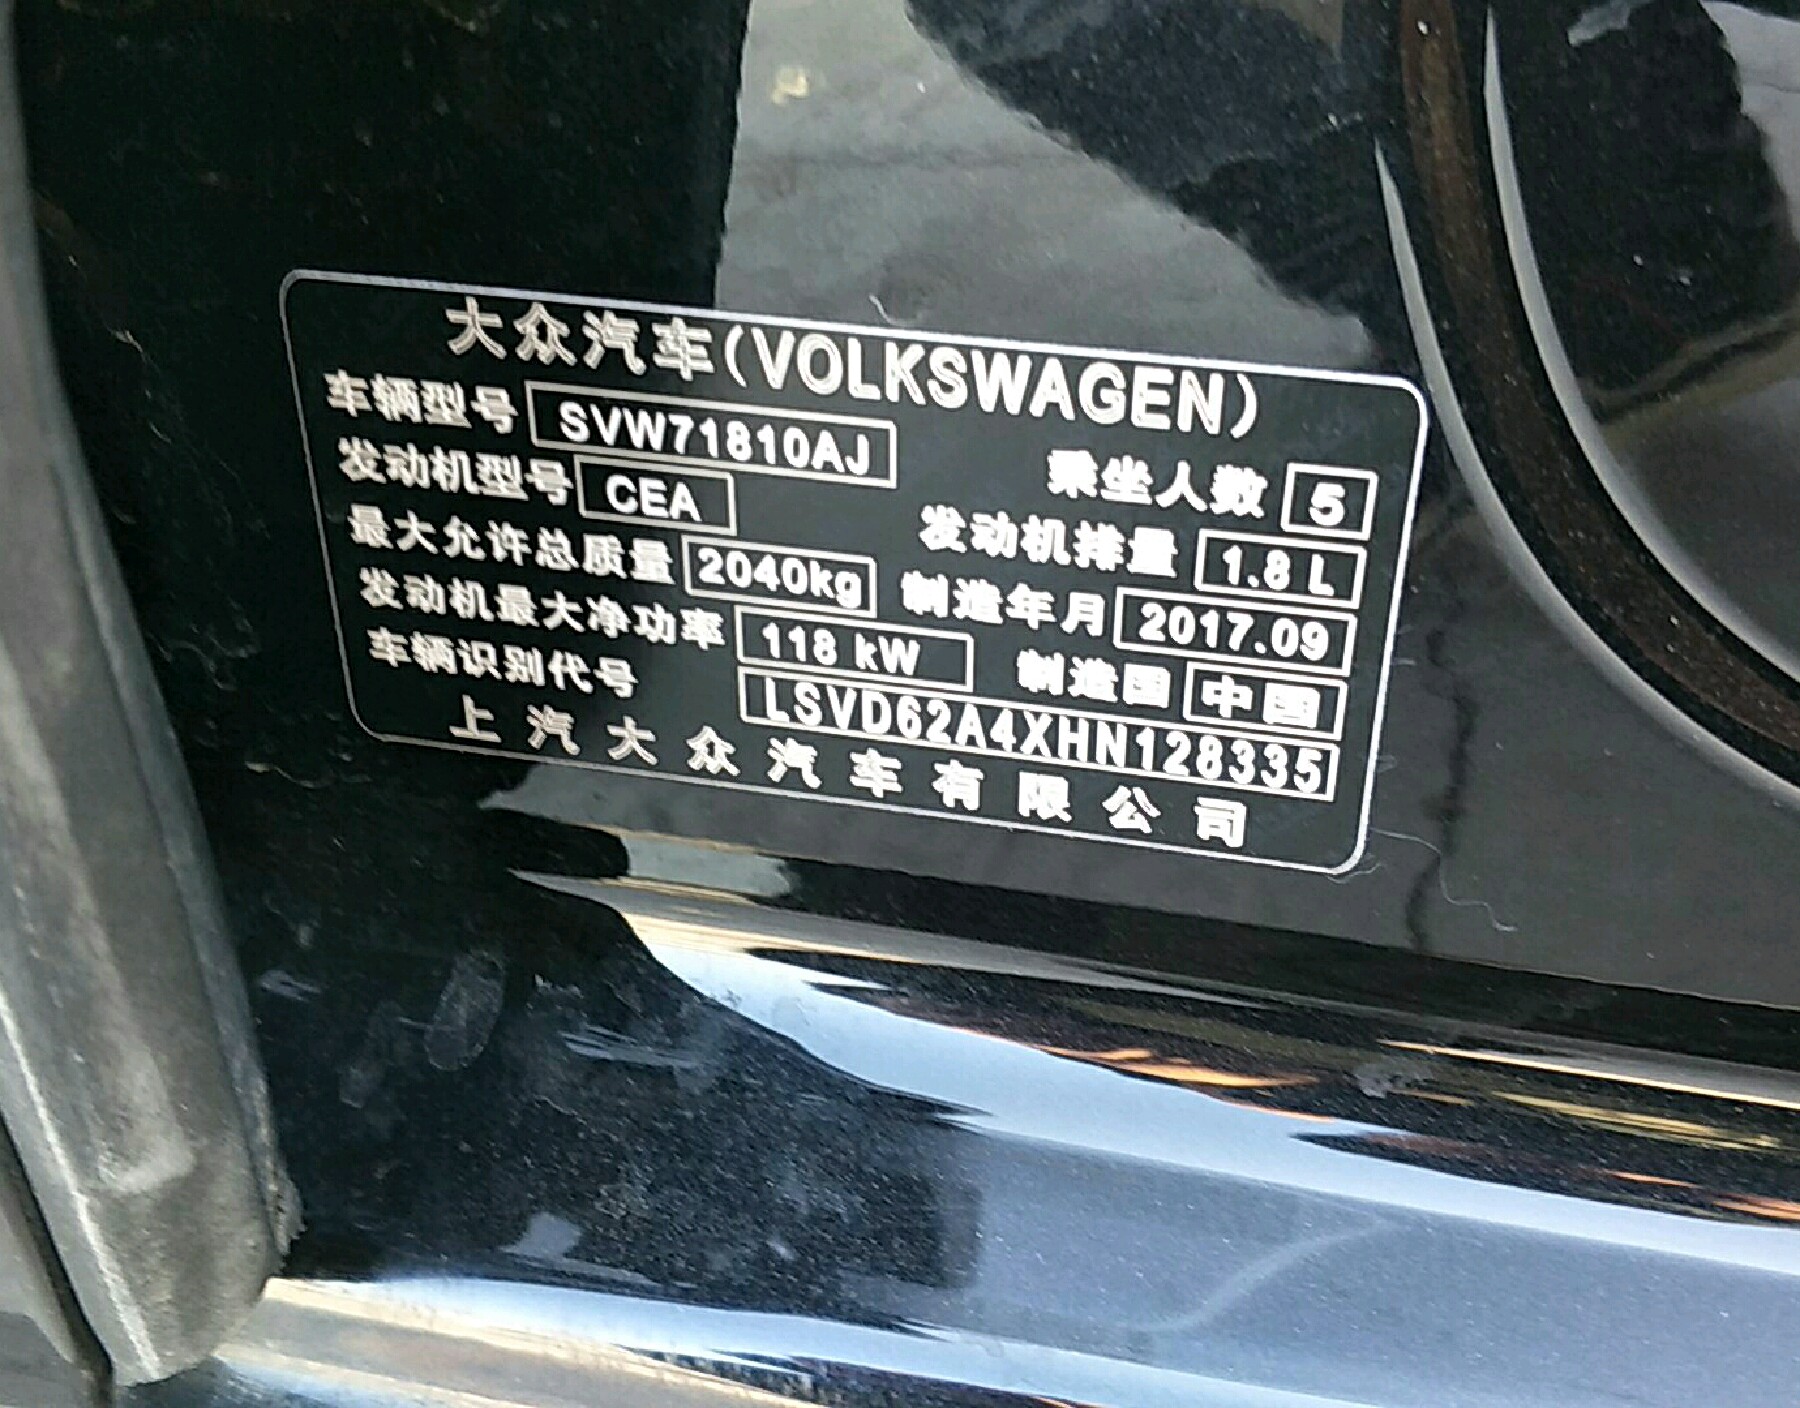 大众汽车(VOLKSWAGEN)
车辆型号 SVW71810AJ 乘坐人数 5
发动机型号 CEA 发动机排量 1.8 L
最大允许总质量 2040kg 制造年月 2017.09
发动机最大净功率 118 kW 制造国 中国
车辆识别代号 LSVD62A4XHN128335
上汽大众汽车有限公司